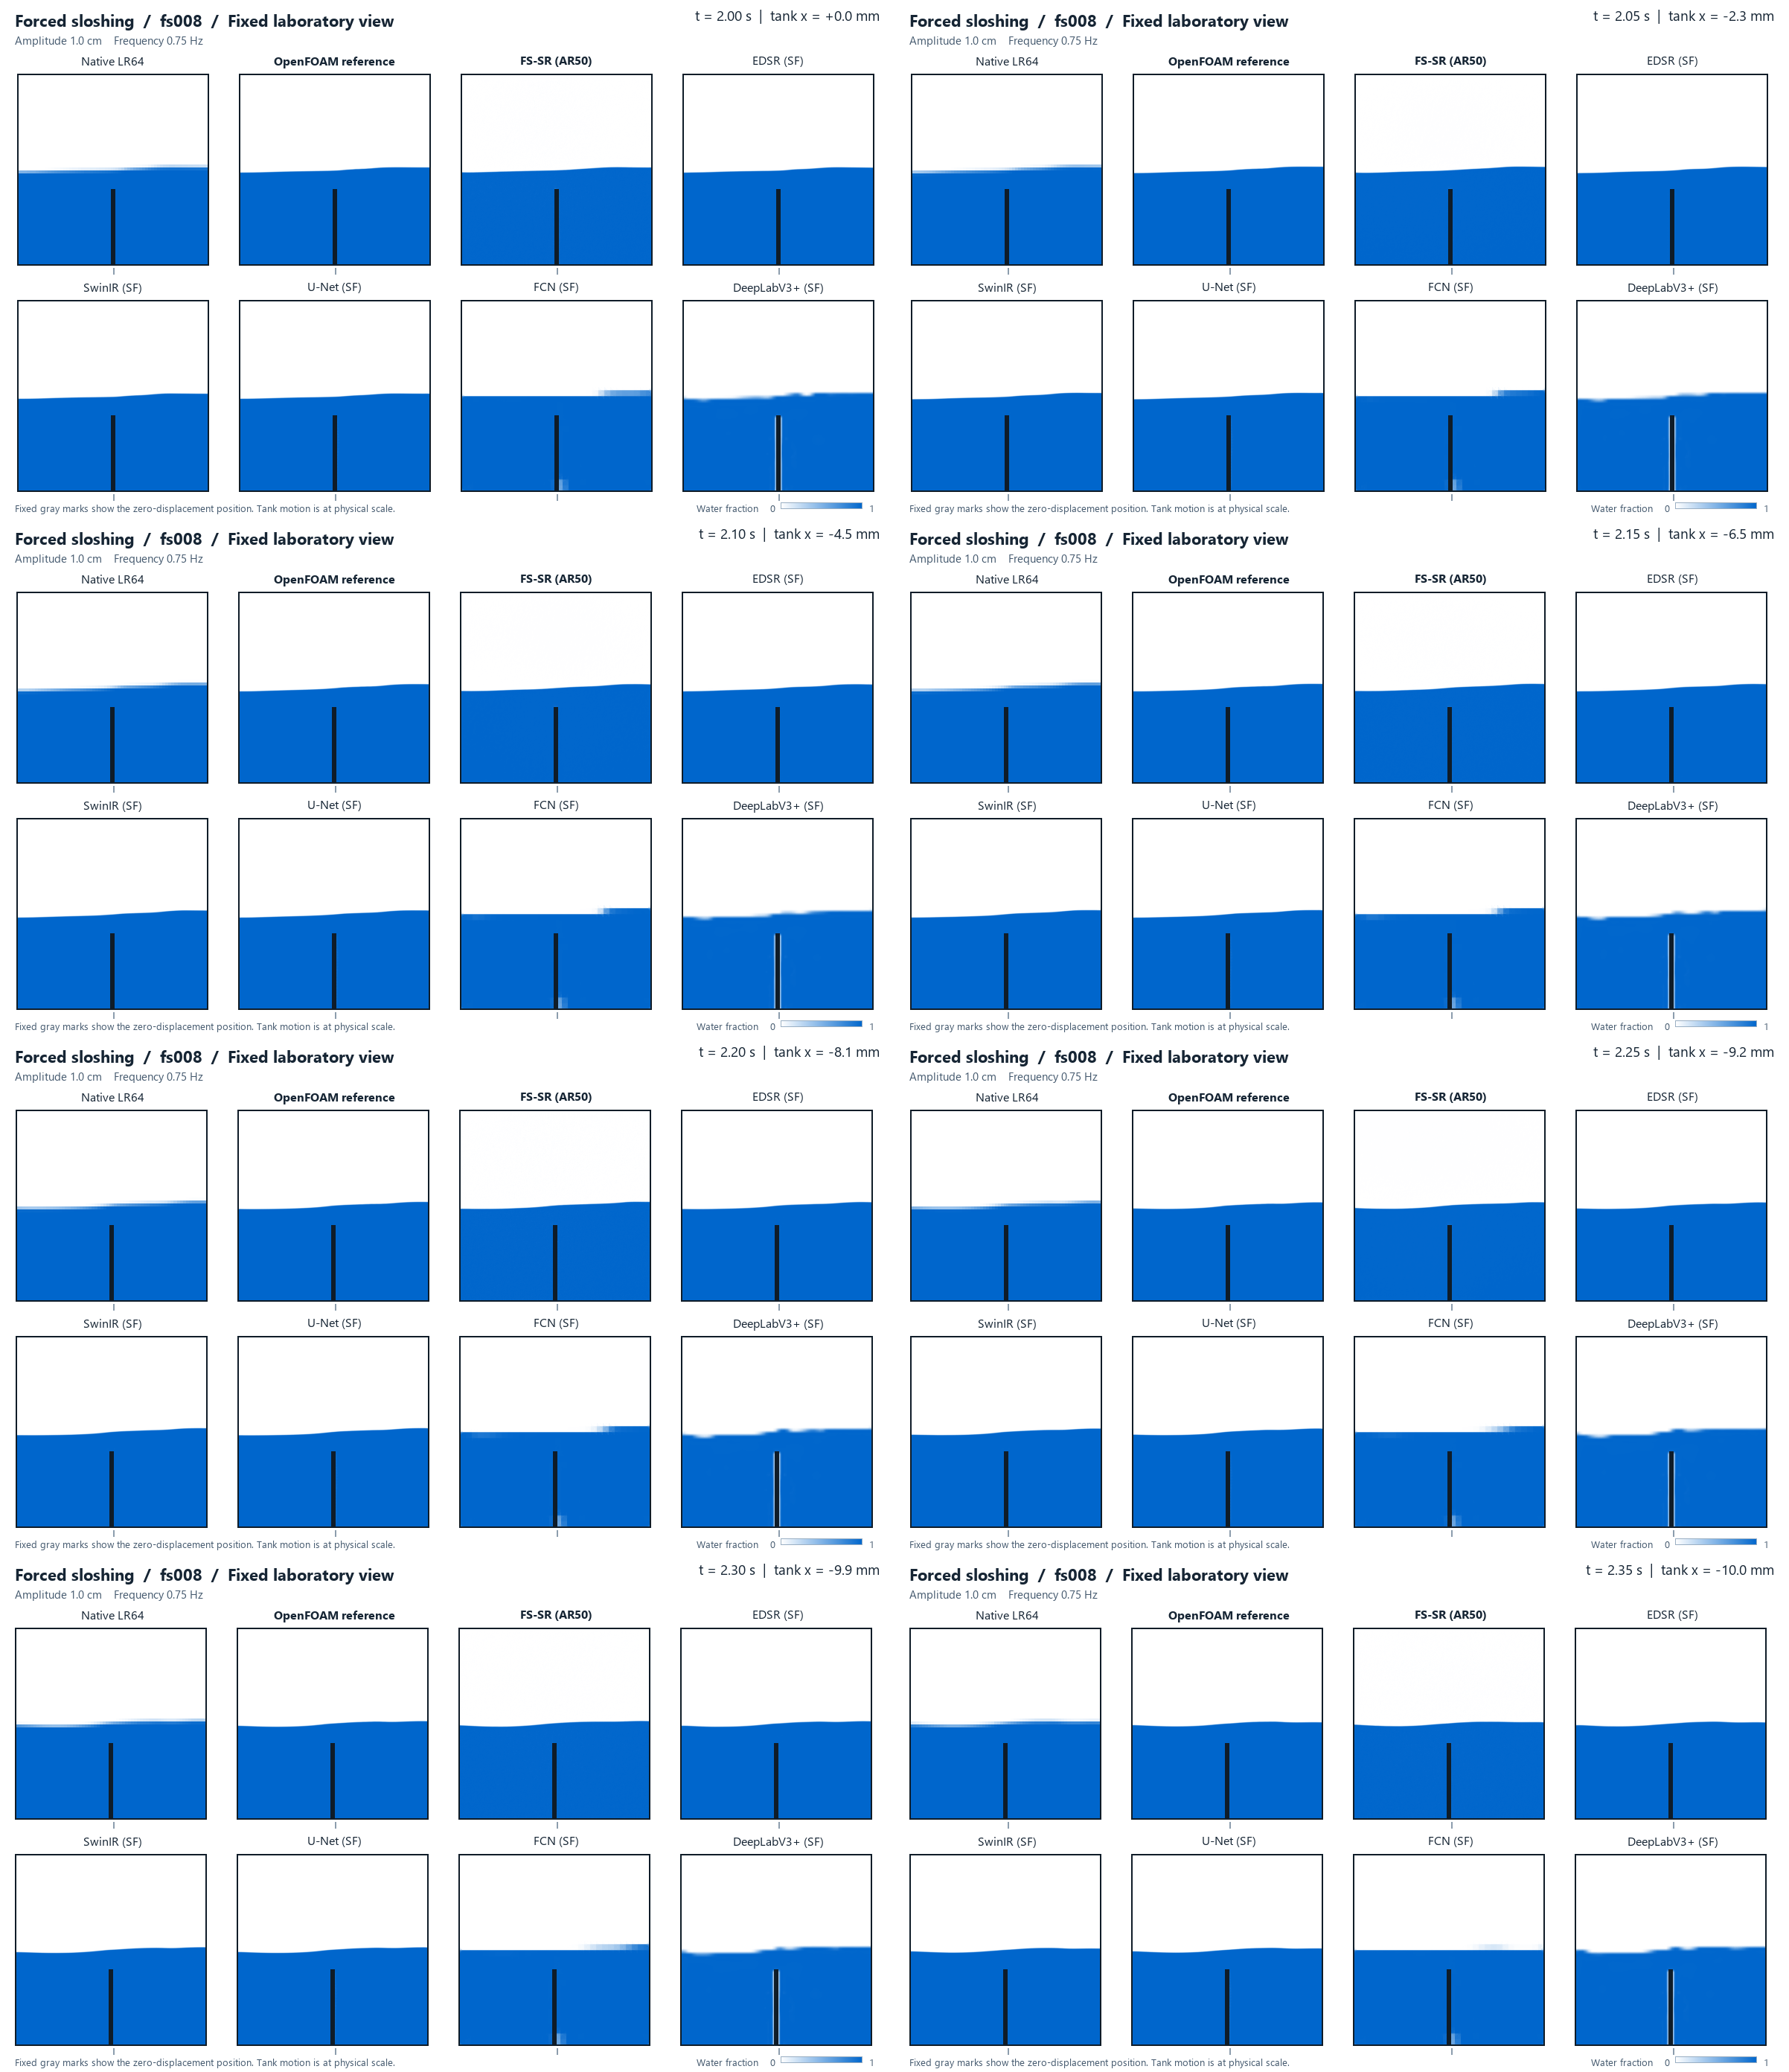 Forced sloshing / fs008 / Fixed laboratory view
t = 2.00 s | tank x = +0.0 mm
Amplitude 1.0 cm Frequency 0.75 Hz
Native LR64 OpenFOAM reference FS-SR (AR50) EDSR (SF)
SwinIR (SF) U-Net (SF) FCN (SF) DeepLabV3+ (SF)
Fixed gray marks show the zero-displacement position. Tank motion is at physical scale.
Water fraction 0 1
Forced sloshing / fs008 / Fixed laboratory view
t = 2.05 s | tank x = -2.3 mm
Amplitude 1.0 cm Frequency 0.75 Hz
Native LR64 OpenFOAM reference FS-SR (AR50) EDSR (SF)
SwinIR (SF) U-Net (SF) FCN (SF) DeepLabV3+ (SF)
Fixed gray marks show the zero-displacement position. Tank motion is at physical scale.
Water fraction 0 1
Forced sloshing / fs008 / Fixed laboratory view
t = 2.10 s | tank x = -4.5 mm
Amplitude 1.0 cm Frequency 0.75 Hz
Native LR64 OpenFOAM reference FS-SR (AR50) EDSR (SF)
SwinIR (SF) U-Net (SF) FCN (SF) DeepLabV3+ (SF)
Fixed gray marks show the zero-displacement position. Tank motion is at physical scale.
Water fraction 0 1
Forced sloshing / fs008 / Fixed laboratory view
t = 2.15 s | tank x = -6.5 mm
Amplitude 1.0 cm Frequency 0.75 Hz
Native LR64 OpenFOAM reference FS-SR (AR50) EDSR (SF)
SwinIR (SF) U-Net (SF) FCN (SF) DeepLabV3+ (SF)
Fixed gray marks show the zero-displacement position. Tank motion is at physical scale.
Water fraction 0 1
Forced sloshing / fs008 / Fixed laboratory view
t = 2.20 s | tank x = -8.1 mm
Amplitude 1.0 cm Frequency 0.75 Hz
Native LR64 OpenFOAM reference FS-SR (AR50) EDSR (SF)
SwinIR (SF) U-Net (SF) FCN (SF) DeepLabV3+ (SF)
Fixed gray marks show the zero-displacement position. Tank motion is at physical scale.
Water fraction 0 1
Forced sloshing / fs008 / Fixed laboratory view
t = 2.25 s | tank x = -9.2 mm
Amplitude 1.0 cm Frequency 0.75 Hz
Native LR64 OpenFOAM reference FS-SR (AR50) EDSR (SF)
SwinIR (SF) U-Net (SF) FCN (SF) DeepLabV3+ (SF)
Fixed gray marks show the zero-displacement position. Tank motion is at physical scale.
Water fraction 0 1
Forced sloshing / fs008 / Fixed laboratory view
t = 2.30 s | tank x = -9.9 mm
Amplitude 1.0 cm Frequency 0.75 Hz
Native LR64 OpenFOAM reference FS-SR (AR50) EDSR (SF)
SwinIR (SF) U-Net (SF) FCN (SF) DeepLabV3+ (SF)
Fixed gray marks show the zero-displacement position. Tank motion is at physical scale.
Water fraction 0 1
Forced sloshing / fs008 / Fixed laboratory view
t = 2.35 s | tank x = -10.0 mm
Amplitude 1.0 cm Frequency 0.75 Hz
Native LR64 OpenFOAM reference FS-SR (AR50) EDSR (SF)
SwinIR (SF) U-Net (SF) FCN (SF) DeepLabV3+ (SF)
Fixed gray marks show the zero-displacement position. Tank motion is at physical scale.
Water fraction 0 1